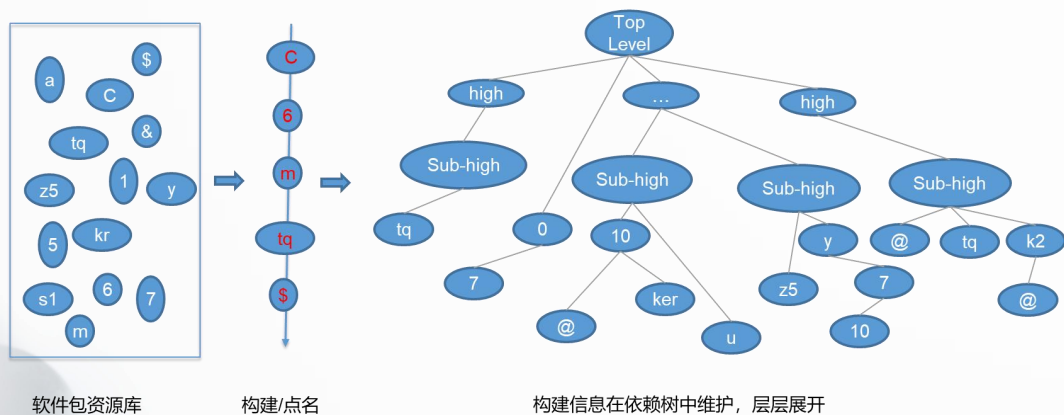 a
$
C
tq
&
z5
1
y
5
kr
s1
6
7
m
C
6
m
tq
$
Top
Level
high
...
high
Sub-high
Sub-high
Sub-high
Sub-high
tq
0
10
y
@
tq
k2
7
@
ker
u
z5
7
10
@
软件包资源库
构建/点名
构建信息在依赖树中维护，层层展开